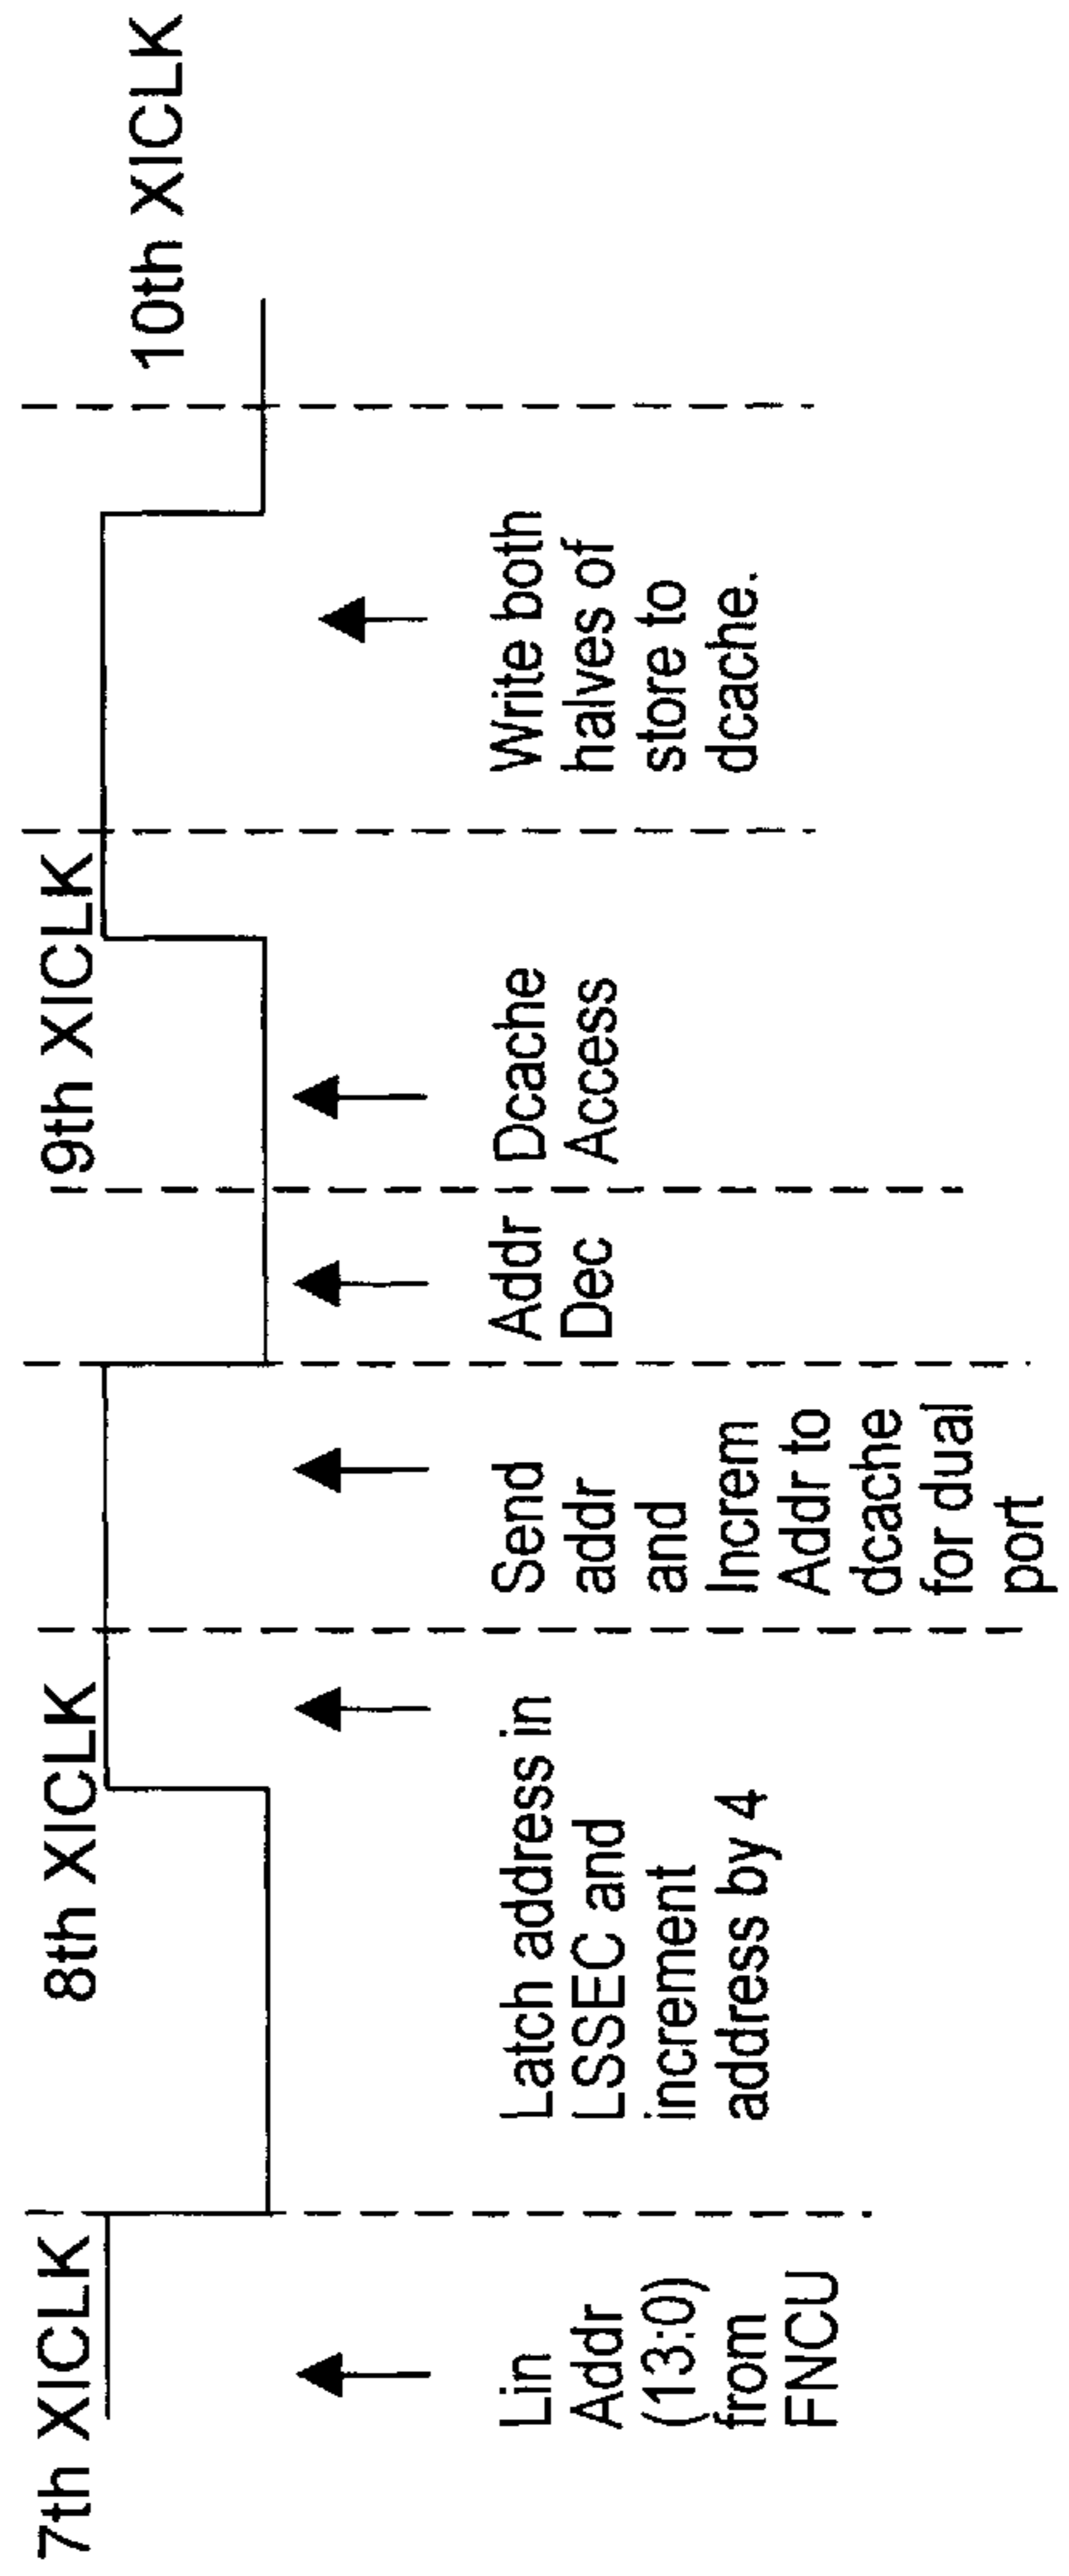 7th XICLK
8th XICLK
9th XICLK
10th XICLK
Lin
Addr
(13:0)
from
FNCU
Latch address in
LSSEC and
increment
address by 4
Send
addr
and
Increm
Addr to
dcache
for dual
port
Addr
Dec
Dcache
Access
Write both
halves of
store to
dcache.